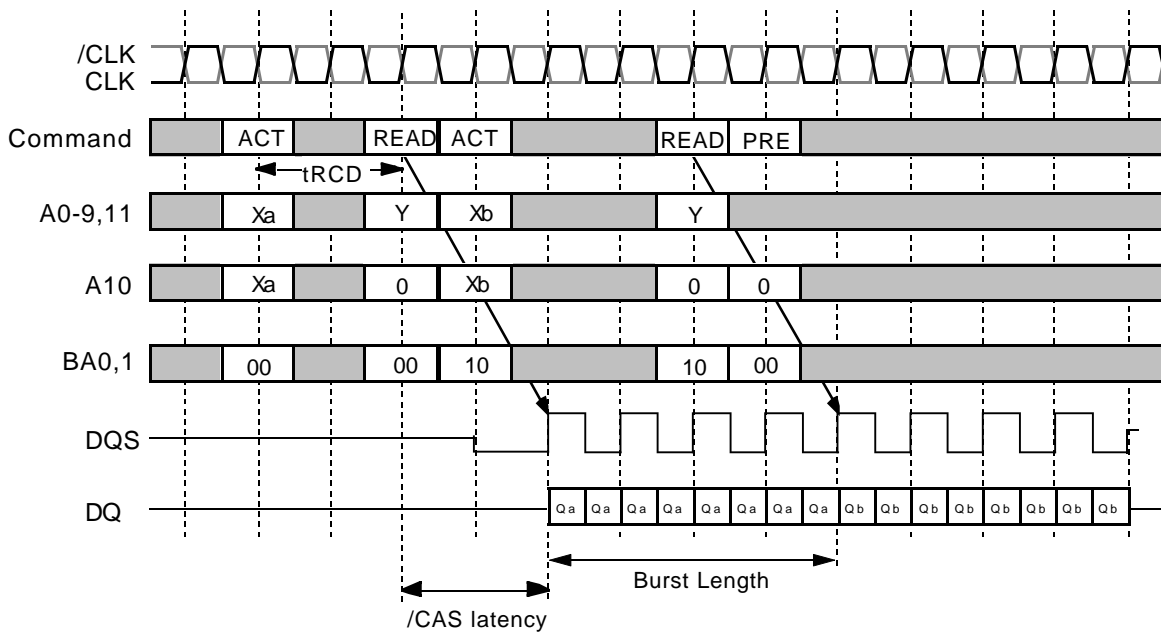 /CLK
CLK
Command ACT READ ACT READ PRE
tRCD
A0-9,11 Xa Y Xb Y
A10 Xa 0 Xb 0 0
BA0,1 00 00 10 10 00
DQS
DQ Qa Qa Qa Qa Qa Qa Qa Qa Qb Qb Qb Qb Qb Qb Qb Qb
Burst Length
/CAS latency